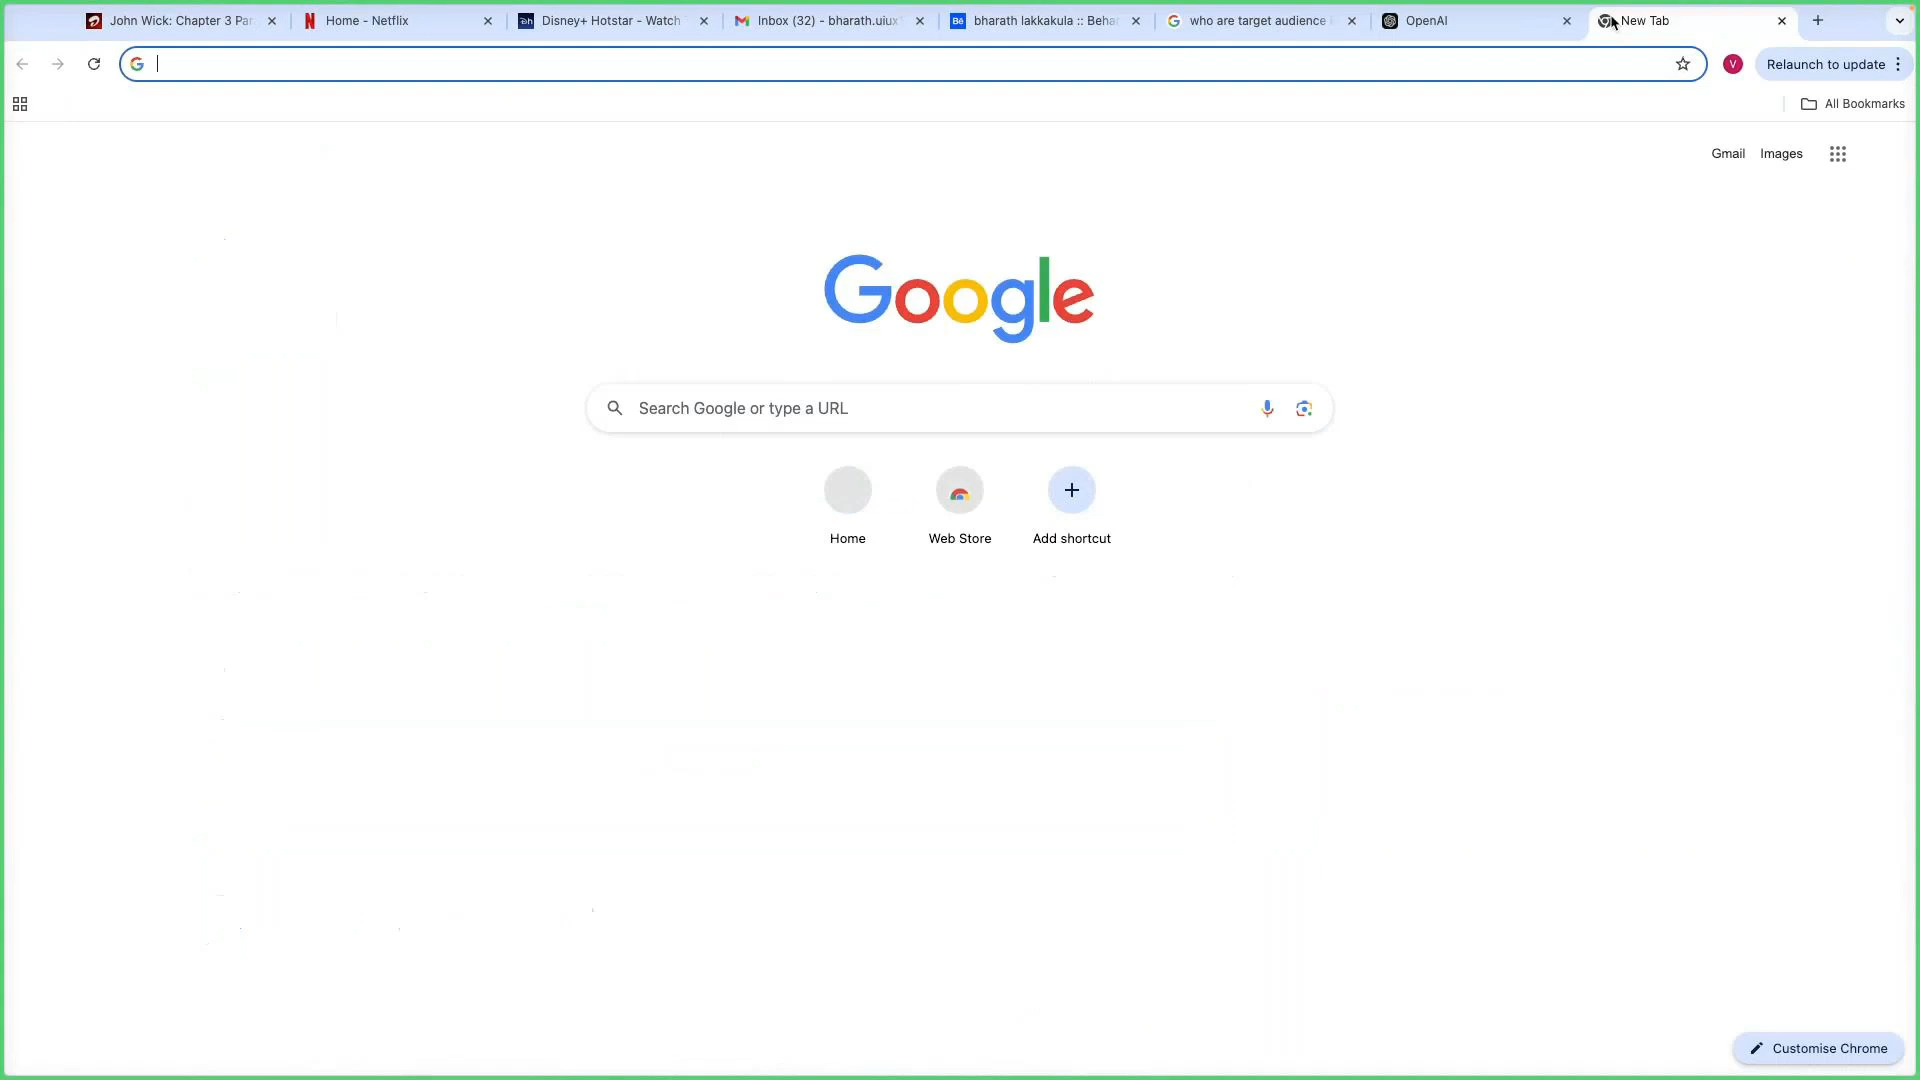 John Wick: Chapter 3 Par
Home - Netflix
Disney+ Hotstar - Watch
Inbox (32) - bharath.uiux
bharath lakkakula :: Beha
who are target audience
OpenAI
New Tab
V
Relaunch to update
All Bookmarks
Gmail
Images
Google
Search Google or type a URL
Home
Web Store
Add shortcut
Customise Chrome